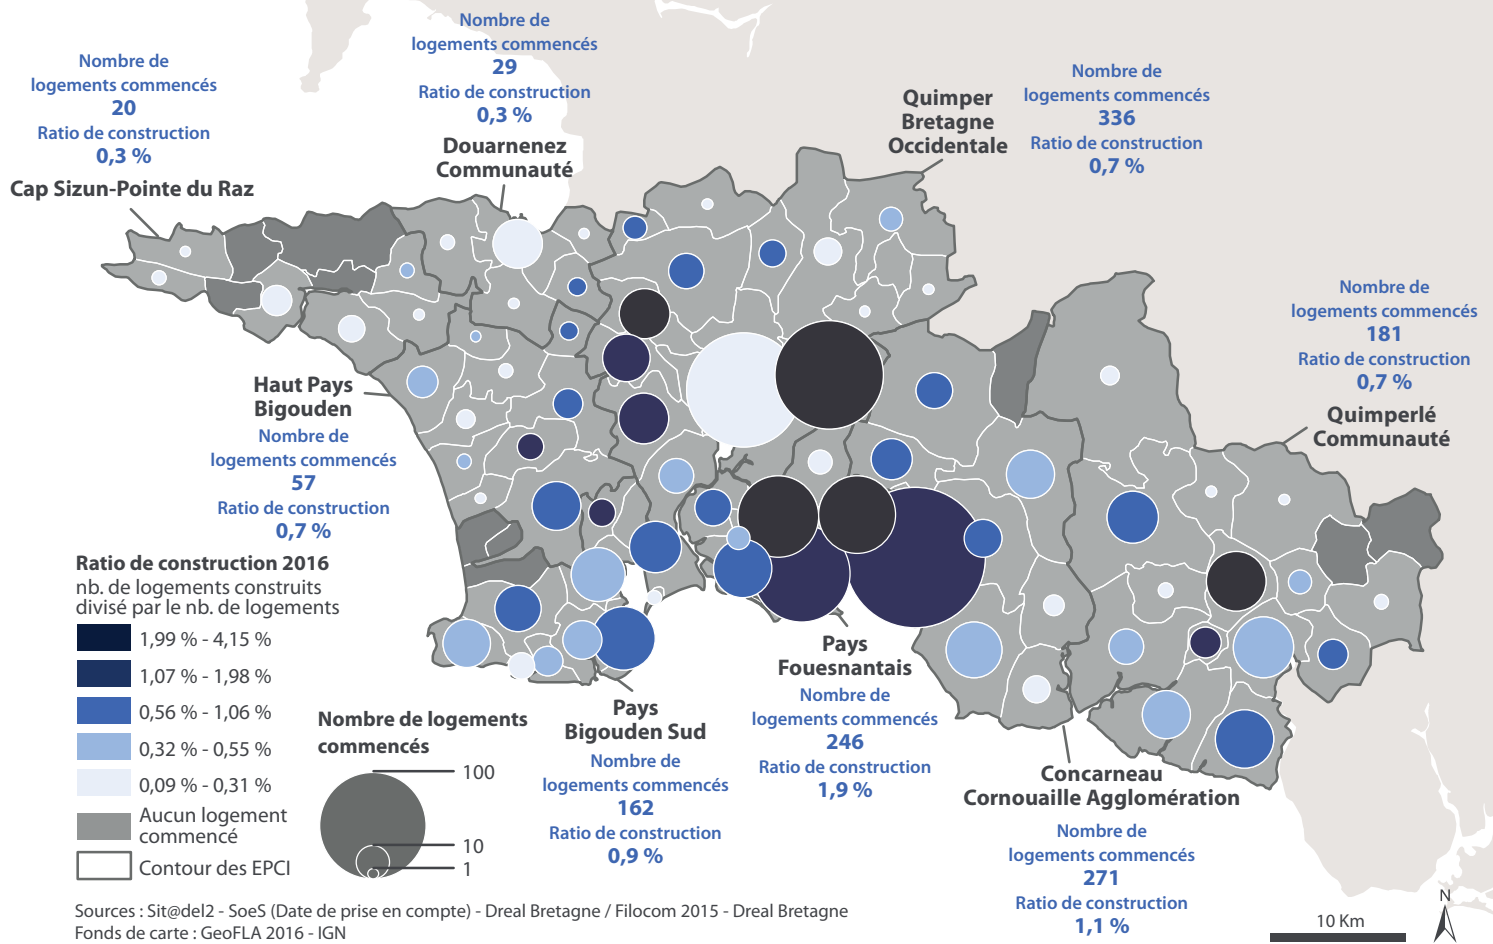 Nombre de
logements commencés
20
Ratio de construction
0,3 %
Cap Sizun-Pointe du Raz
Nombre de
logements commencés
29
Ratio de construction
0,3 %
Douarnenez
Communauté
Quimper
Bretagne
Occidentale
Nombre de
logements commencés
336
Ratio de construction
0,7 %
Nombre de
logements commencés
181
Ratio de construction
0,7 %
Quimperlé
Communauté
Haut Pays
Bigouden
Nombre de
logements commencés
57
Ratio de construction
0,7 %
Ratio de construction 2016
nb. de logements construits
divisé par le nb. de logements
1,99 % - 4,15 %
1,07 % - 1,98 %
0,56 % - 1,06 %
0,32 % - 0,55 %
0,09 % - 0,31 %
Aucun logement
commencé
Contour des EPCI
Nombre de logements
commencés
100
10
1
Pays
Bigouden Sud
Nombre de
logements commencés
162
Ratio de construction
0,9 %
Pays
Fouesnantais
Nombre de
logements commencés
246
Ratio de construction
1,9 %
Concarneau
Cornouaille Agglomération
Nombre de
logements commencés
271
Ratio de construction
1,1 %
Sources : Sit@del2 - SoeS (Date de prise en compte) - Dreal Bretagne / Filocom 2015 - Dreal Bretagne
Fonds de carte : GeoFLA 2016 - IGN
10 Km
N